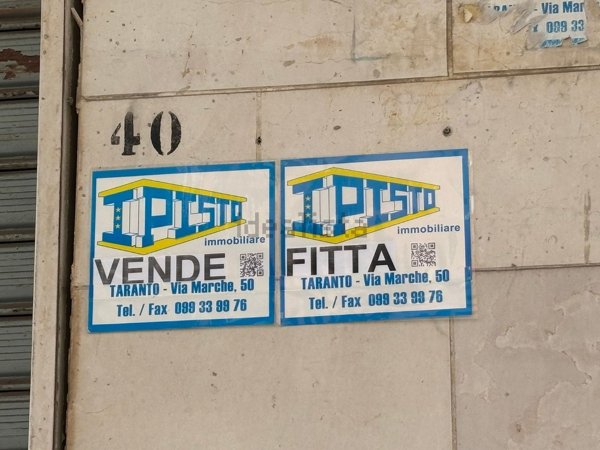 - Via Mar
099 33
40
IPISTO
immobiliare
VENDE
TARANTO - Via Marche, 50
Tel. / Fax 099 33 99 76
IPISTO
immobiliare
FITTA
TARANTO - Via Marche, 50
Tel. / Fax 099 33 99 76
idealista